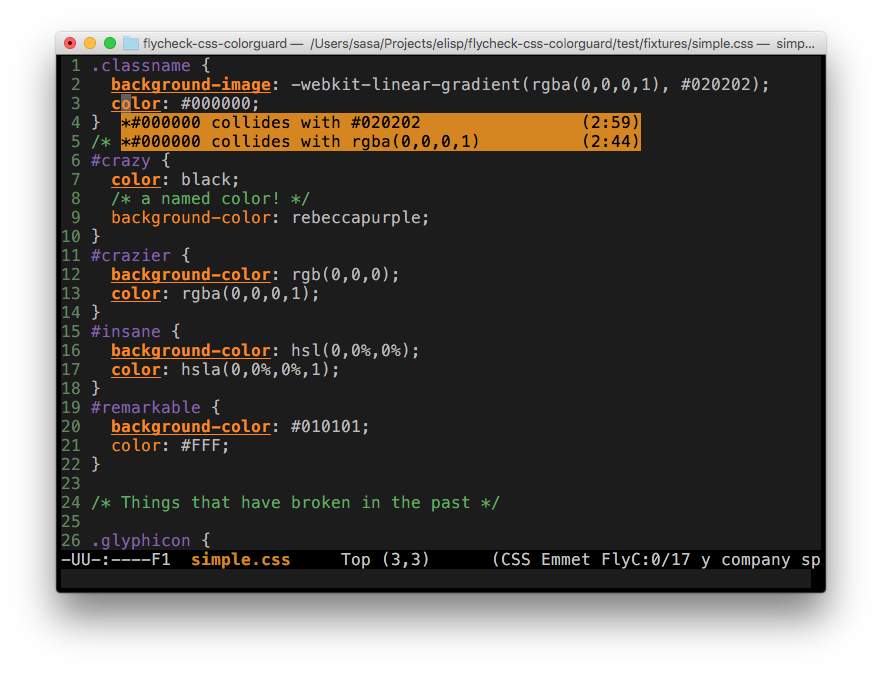 flycheck-css-colorguard — /Users/sasa/Projects/elisp/flycheck-css-colorguard/test/fixtures/simple.css — simp...
1 .classname {
2   background-image: -webkit-linear-gradient(rgba(0,0,0,1), #020202);
3   color: #000000;
4 }  *#000000 collides with #020202 (2:59)
5 /* *#000000 collides with rgba(0,0,0,1) (2:44)
6 #crazy {
7   color: black;
8   /* a named color! */
9   background-color: rebeccapurple;
10 }
11 #crazier {
12   background-color: rgb(0,0,0);
13   color: rgba(0,0,0,1);
14 }
15 #insane {
16   background-color: hsl(0,0%,0%);
17   color: hsla(0,0%,0%,1);
18 }
19 #remarkable {
20   background-color: #010101;
21   color: #FFF;
22 }
23
24 /* Things that have broken in the past */
25
26 .glyphicon {
-UU-:----F1  simple.css     Top (3,3)      (CSS Emmet FlyC:0/17 y company sp